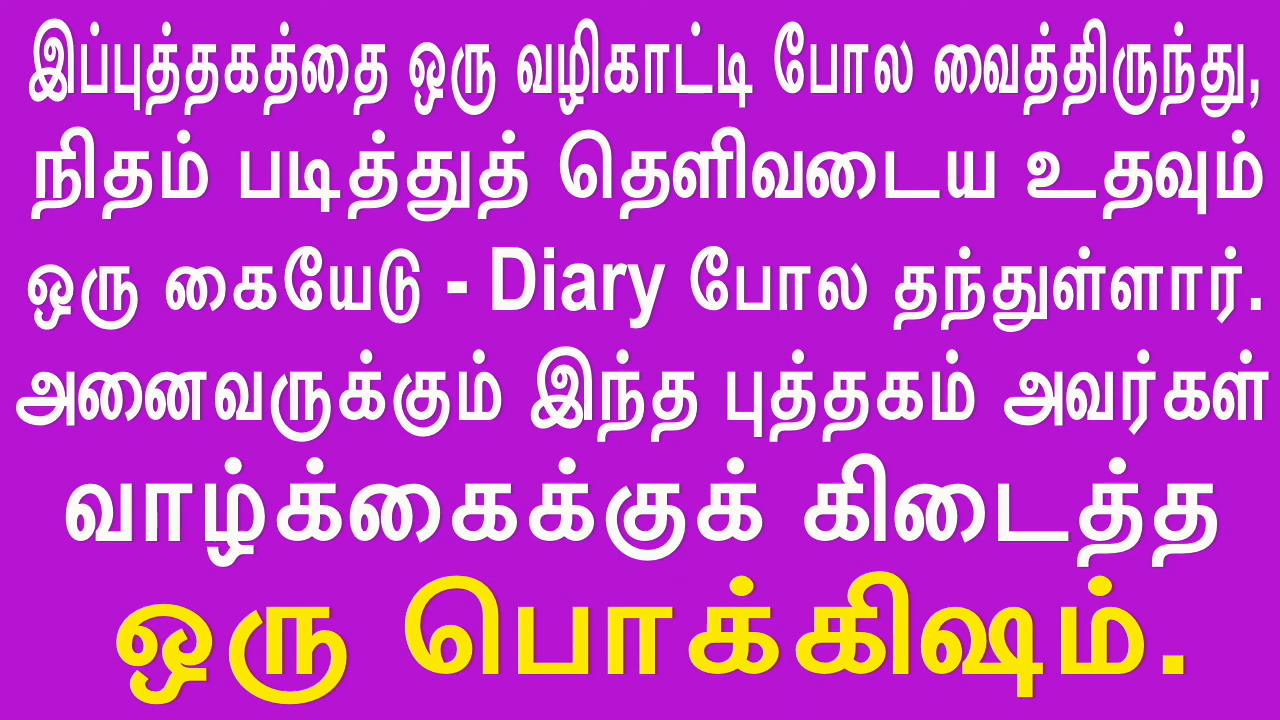 இப்புத்தகத்தை ஒரு வழிகாட்டி போல வைத்திருந்து,
நிதம் படித்துத் தெளிவடைய உதவும்
ஒரு கையேடு - Diary போல தந்துள்ளார்.
அனைவருக்கும் இந்த புத்தகம் அவர்கள்
வாழ்க்கைக்குக் கிடைத்த
ஒரு பொக்கிஷம்.